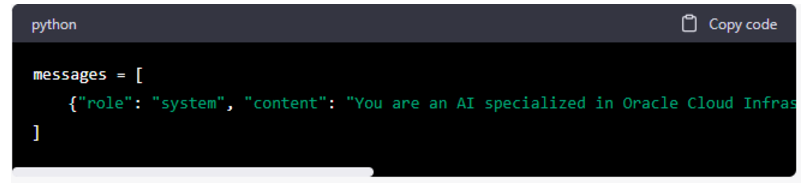 python
Copy code
messages = [
{"role": "system", "content": "You are an AI specialized in Oracle Cloud Infras
]